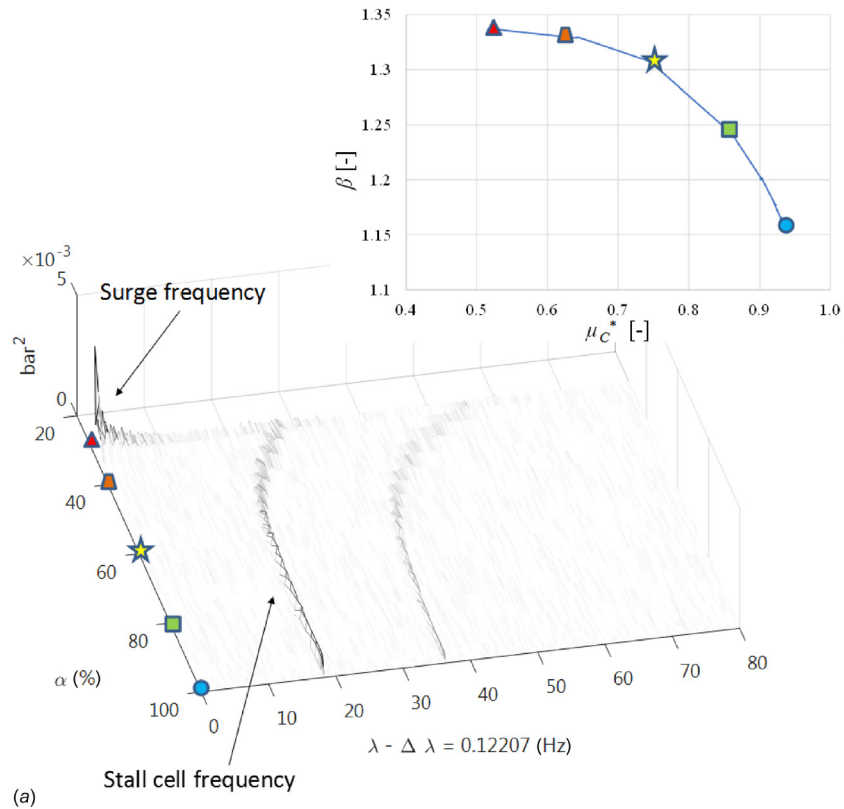 1.35
1.3
1.25
1.2
1.15
1.1
β [-]
0.4 0.5 0.6 0.7 0.8 0.9 1.0
μC* [-]
×10⁻³
5
0
bar²
Surge frequency
20
40
60
80
100
α (%)
0 10 20 30 40 50 60 70 80
λ - Δ λ = 0.12207 (Hz)
Stall cell frequency
(a)